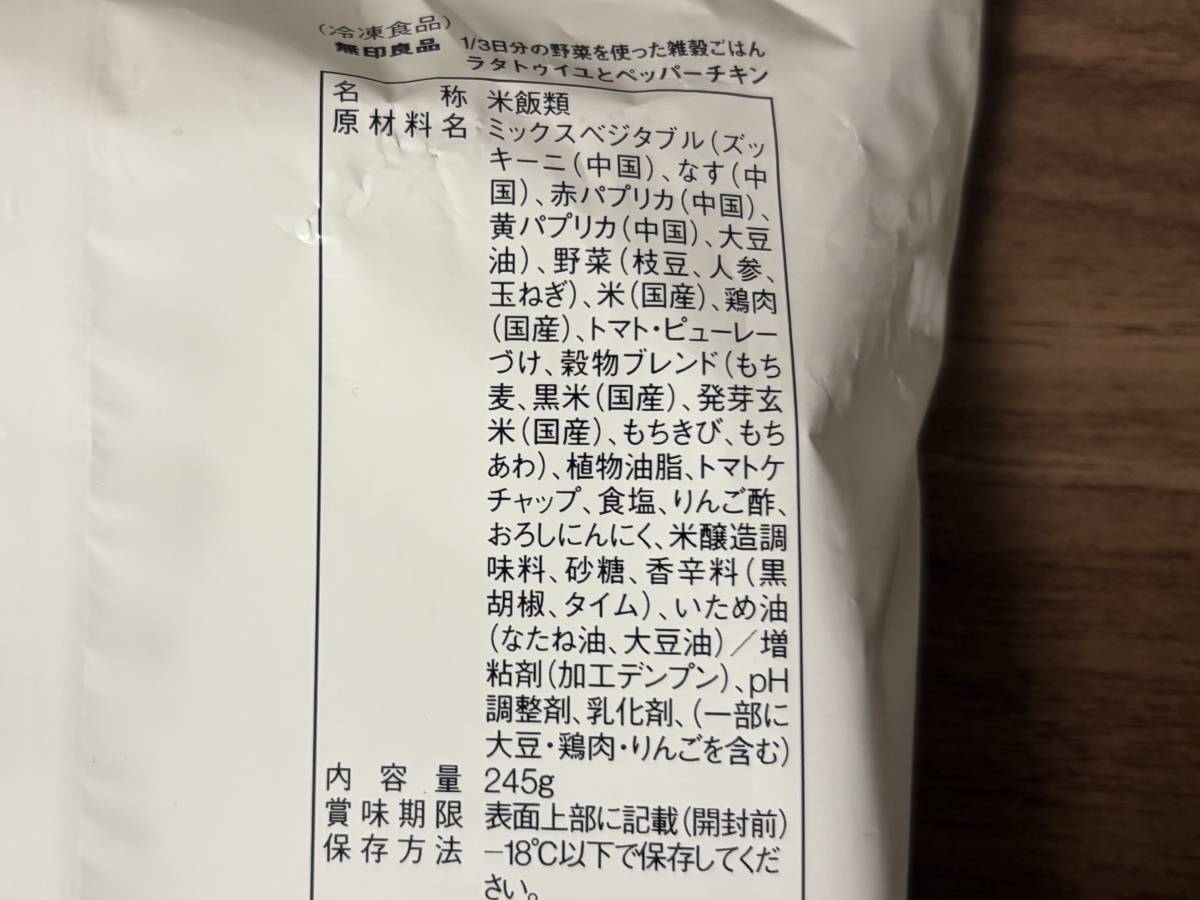 (冷凍食品)
無印良品 1/3日分の野菜を使った雑穀ごはん
ラタトゥイユとペッパーチキン
名称 米飯類
原材料名 ミックスベジタブル(ズッ
キーニ(中国)、なす(中
国)、赤パプリカ(中国)、
黄パプリカ(中国)、大豆
油)、野菜(枝豆、人参、
玉ねぎ)、米(国産)、鶏肉
(国産)、トマト・ピューレー
づけ、穀物ブレンド(もち
麦、黒米(国産)、発芽玄
米(国産)、もちきび、もち
あわ)、植物油脂、トマトケ
チャップ、食塩、りんご酢、
おろしにんにく、米醸造調
味料、砂糖、香辛料(黒
胡椒、タイム)、いため油
(なたね油、大豆油)/増
粘剤(加工デンプン)、pH
調整剤、乳化剤、(一部に
大豆・鶏肉・りんごを含む)
内容量 245g
賞味期限 表面上部に記載(開封前)
保存方法 −18℃以下で保存してくだ
さい。